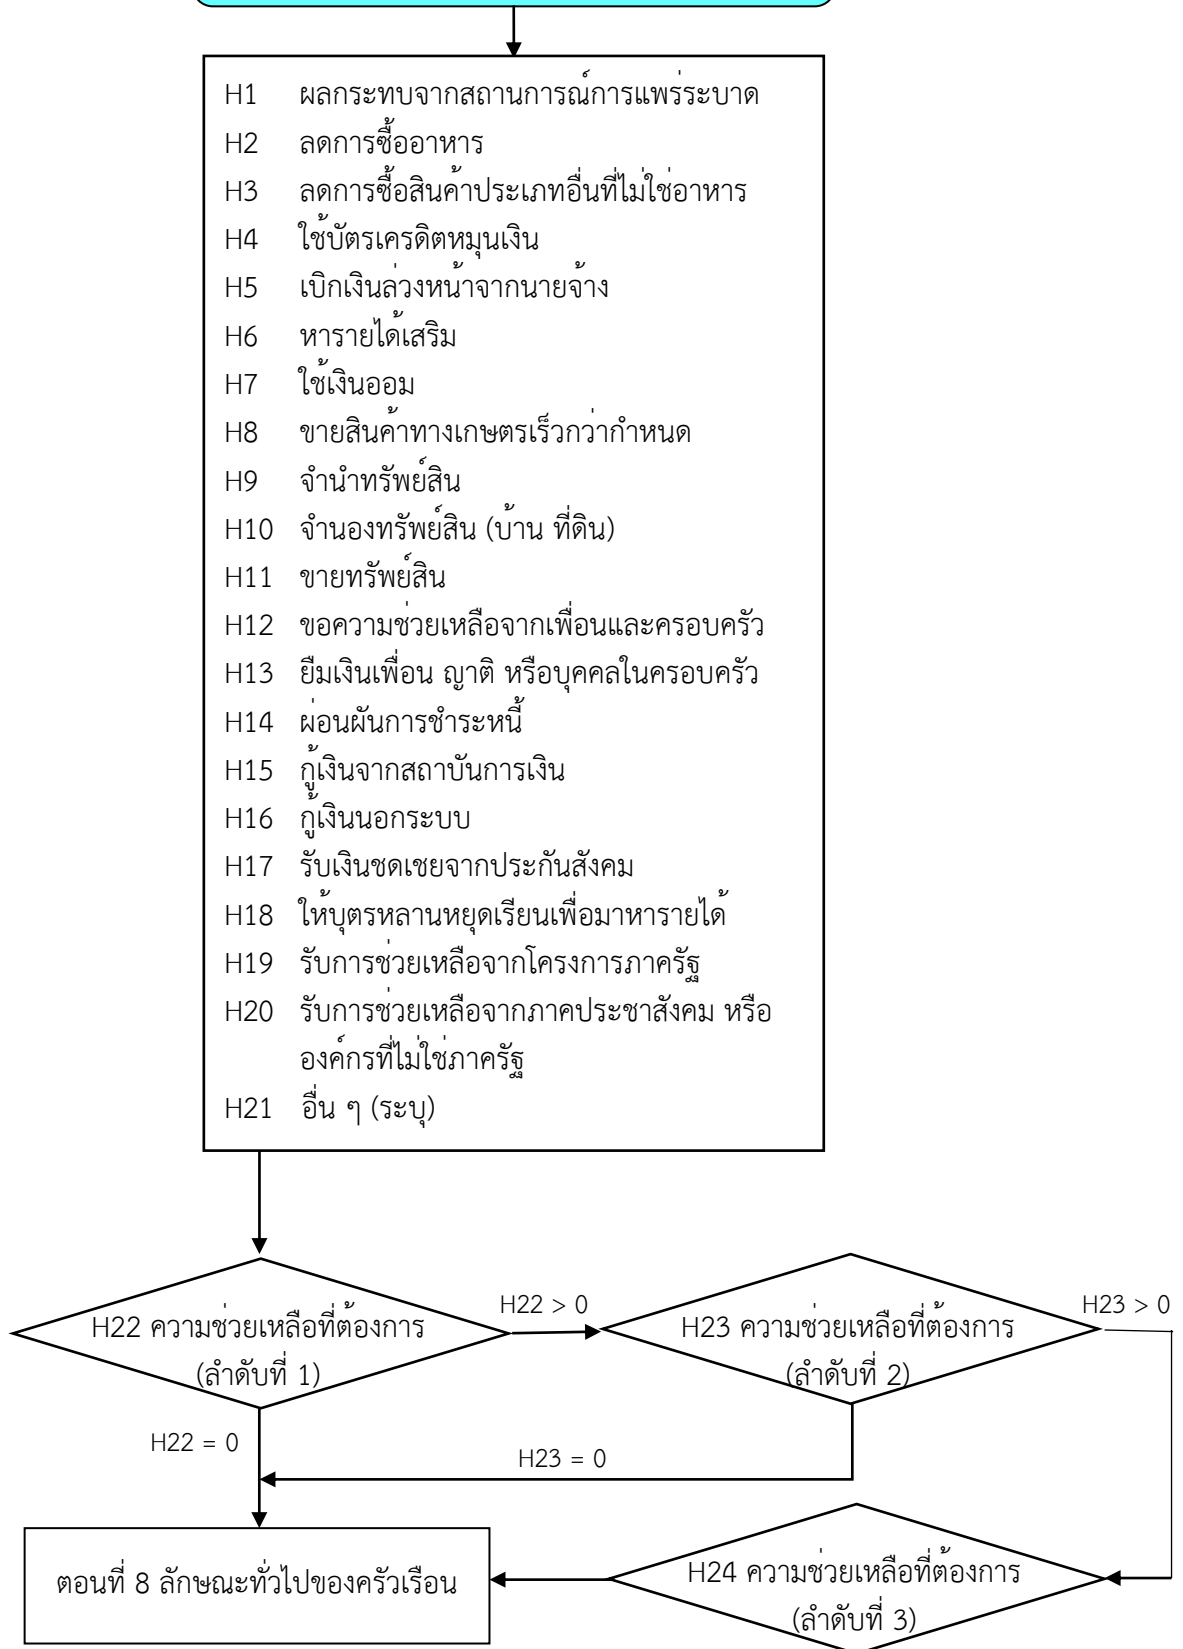 H1 ผลกระทบจากสถานการณ์การแพร่ระบาด
H2 ลดการซื้ออาหาร
H3 ลดการซื้อสินค้าประเภทอื่นที่ไม่ใช่อาหาร
H4 ใช้บัตรเครดิตหมุนเงิน
H5 เบิกเงินล่วงหน้าจากนายจ้าง
H6 หารายได้เสริม
H7 ใช้เงินออม
H8 ขายสินค้าทางเกษตรเร็วกว่ากำหนด
H9 จำนำทรัพย์สิน
H10 จำนองทรัพย์สิน (บ้าน ที่ดิน)
H11 ขายทรัพย์สิน
H12 ขอความช่วยเหลือจากเพื่อนและครอบครัว
H13 ยืมเงินเพื่อน ญาติ หรือบุคคลในครอบครัว
H14 ผ่อนผันการชำระหนี้
H15 กู้เงินจากสถาบันการเงิน
H16 กู้เงินนอกระบบ
H17 รับเงินชดเชยจากประกันสังคม
H18 ให้บุตรหลานหยุดเรียนเพื่อมาหารายได้
H19 รับการช่วยเหลือจากโครงการภาครัฐ
H20 รับการช่วยเหลือจากภาคประชาสังคม หรือ
องค์กรที่ไม่ใช่ภาครัฐ
H21 อื่น ๆ (ระบุ)
H22 ความช่วยเหลือที่ต้องการ
(ลำดับที่ 1)
H22 > 0
H23 ความช่วยเหลือที่ต้องการ
(ลำดับที่ 2)
H23 > 0
H22 = 0
H23 = 0
ตอนที่ 8 ลักษณะทั่วไปของครัวเรือน
H24 ความช่วยเหลือที่ต้องการ
(ลำดับที่ 3)